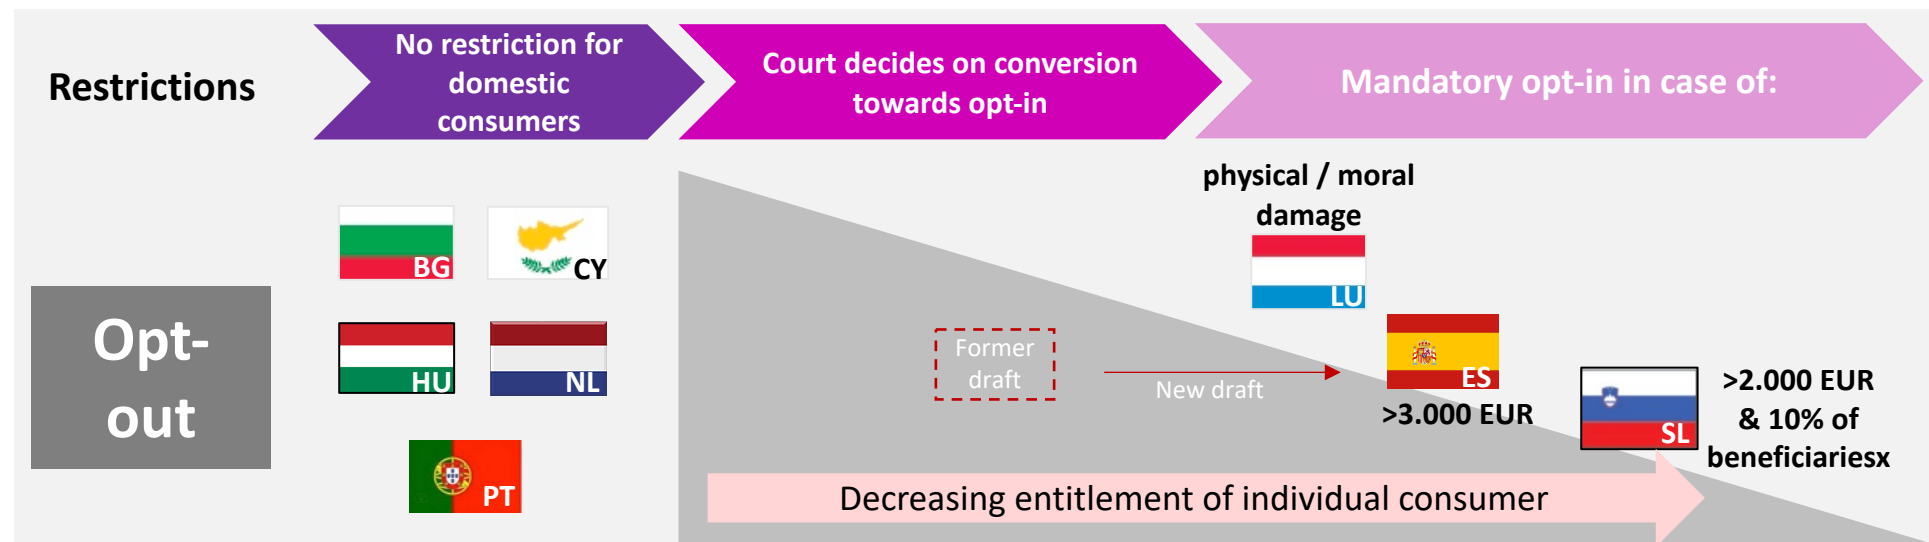 Restrictions
No restriction for
domestic
consumers
Court decides on conversion
towards opt-in
Mandatory opt-in in case of:
physical / moral
damage
BG
CY
LU
Opt-
out
HU
NL
Former
draft
New draft
ES
>3.000 EUR
SL
>2.000 EUR
& 10% of
beneficiariesx
PT
Decreasing entitlement of individual consumer